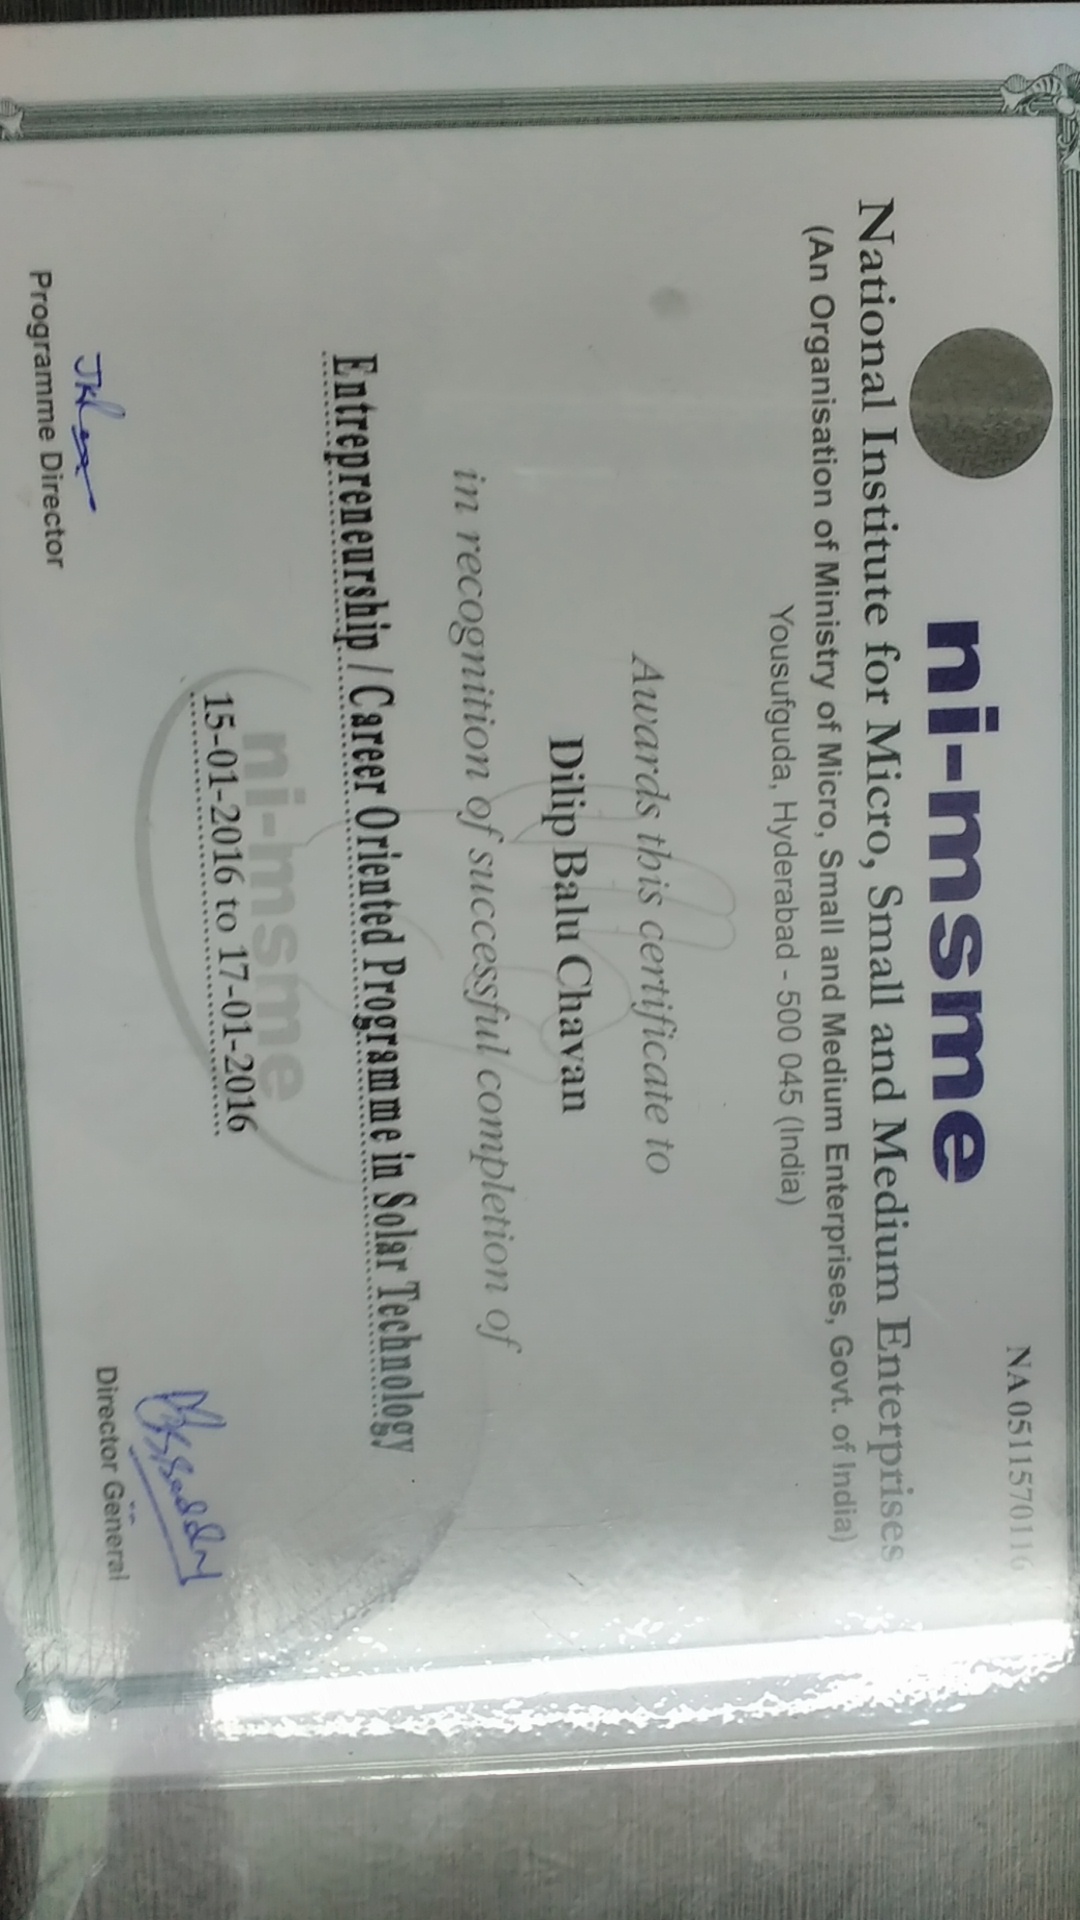 NA 0511570116
ni-msme
National Institute for Micro, Small and Medium Enterprises
(An Organisation of Ministry of Micro, Small and Medium Enterprises, Govt. of India)
Yousufguda, Hyderabad - 500 045 (India)
Awards this certificate to
Dilip Balu Chavan
in recognition of successful completion of
Entrepreneurship / Career Oriented Programme in Solar Technology
ni-msme
15-01-2016 to 17-01-2016
Programme Director
Director General